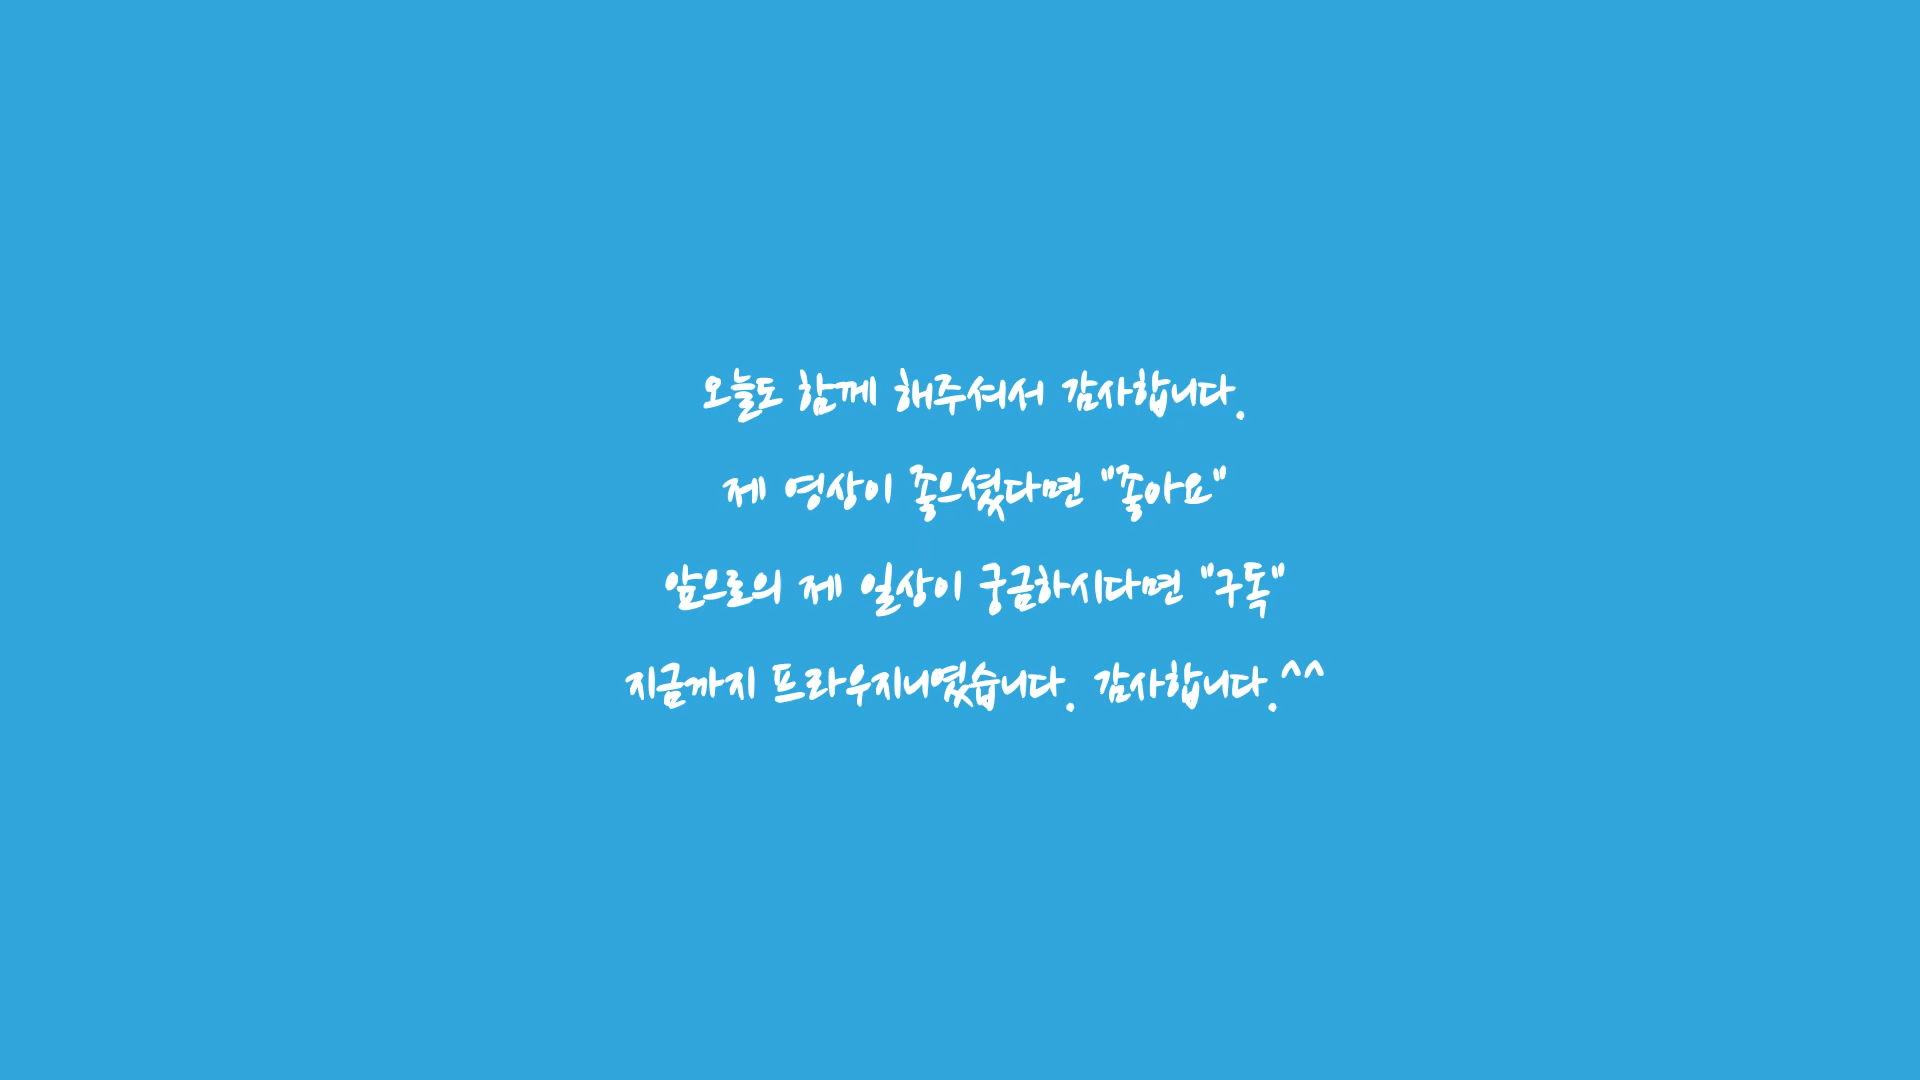 오늘도 함께 해주셔서 감사합니다.
제 영상이 좋으셨다면 "좋아요"
앞으로의 제 일상이 궁금하시다면 "구독"
지금까지 프라우지니였습니다. 감사합니다.^^